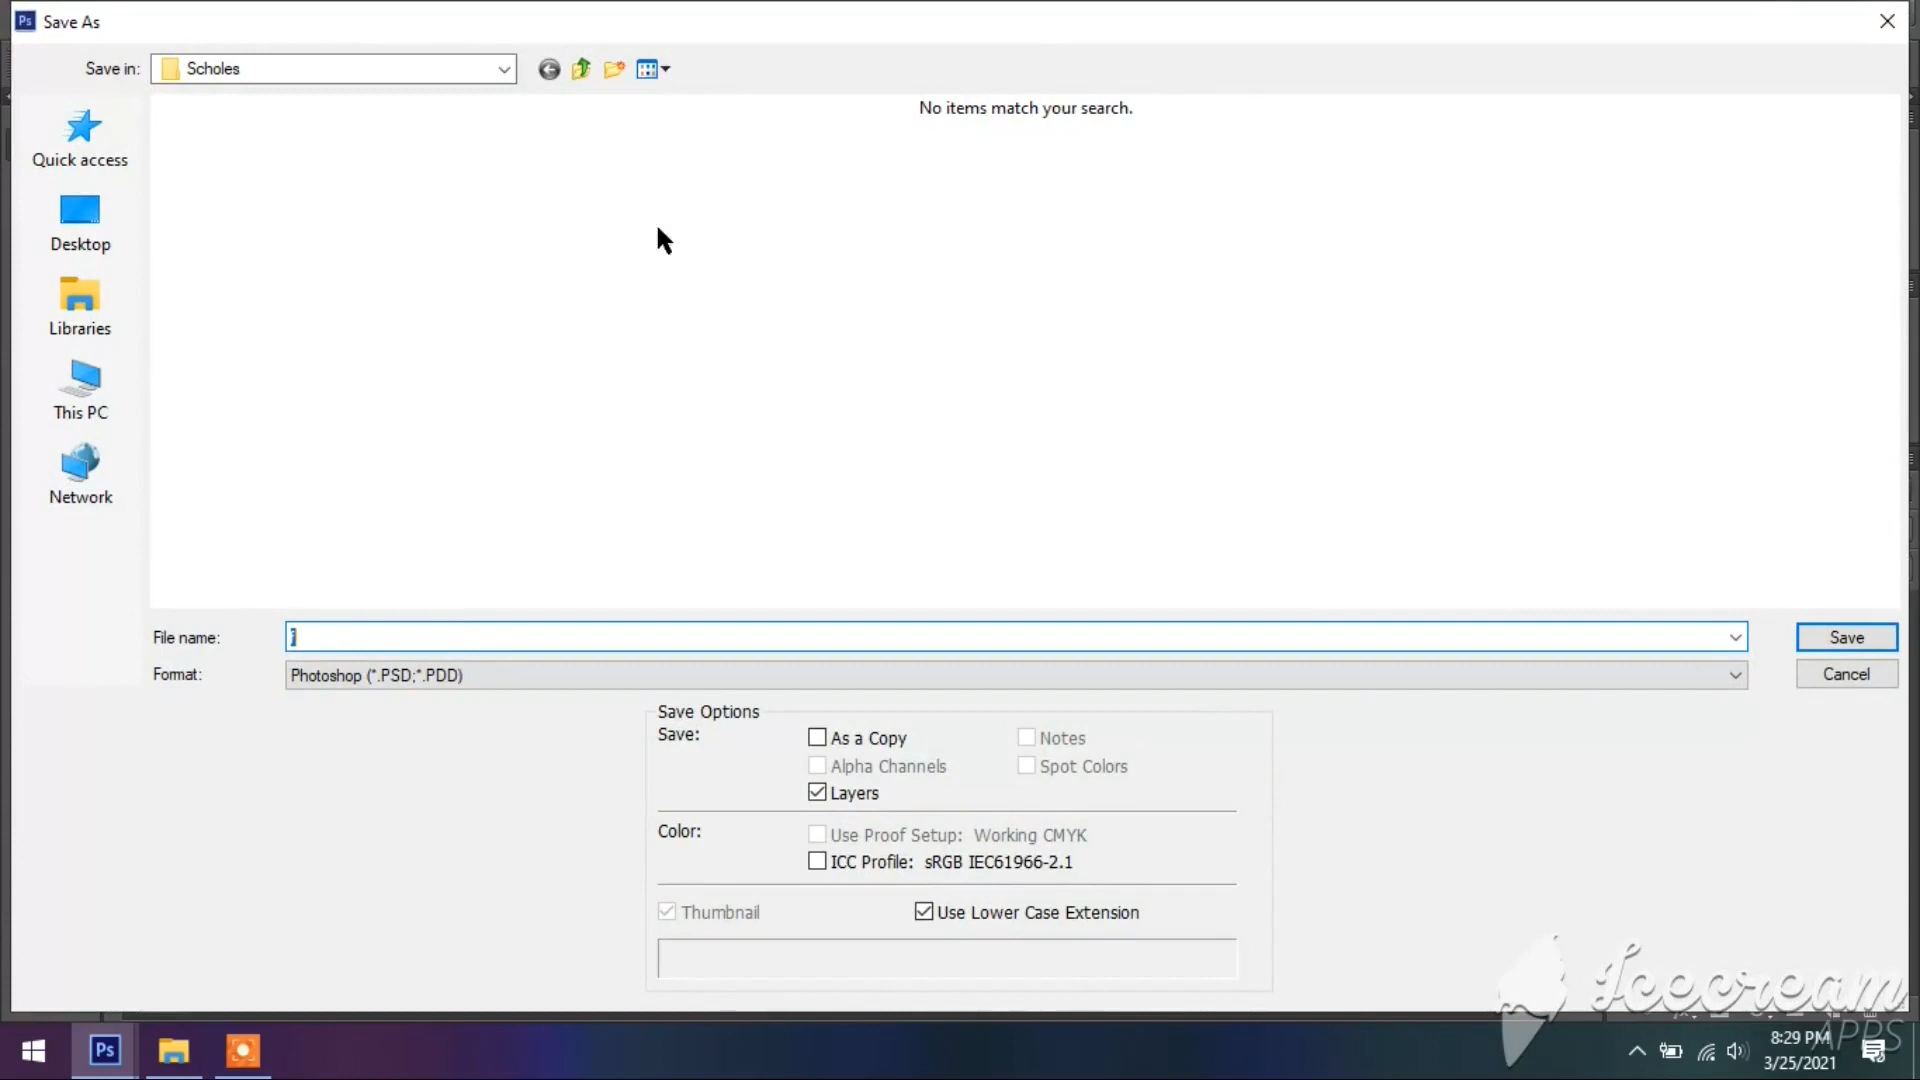 Ps Save As
Save in: Scholes
No items match your search.
Quick access
Desktop
Libraries
This PC
Network
File name:
Save
Format: Photoshop (*.PSD;*.PDD)
Cancel
Save Options
Save:
As a Copy
Notes
Alpha Channels
Spot Colors
Layers
Color:
Use Proof Setup: Working CMYK
ICC Profile: sRGB IEC61966-2.1
Thumbnail
Use Lower Case Extension
Icecream
APPS
Ps
8:29 PM
3/25/2021